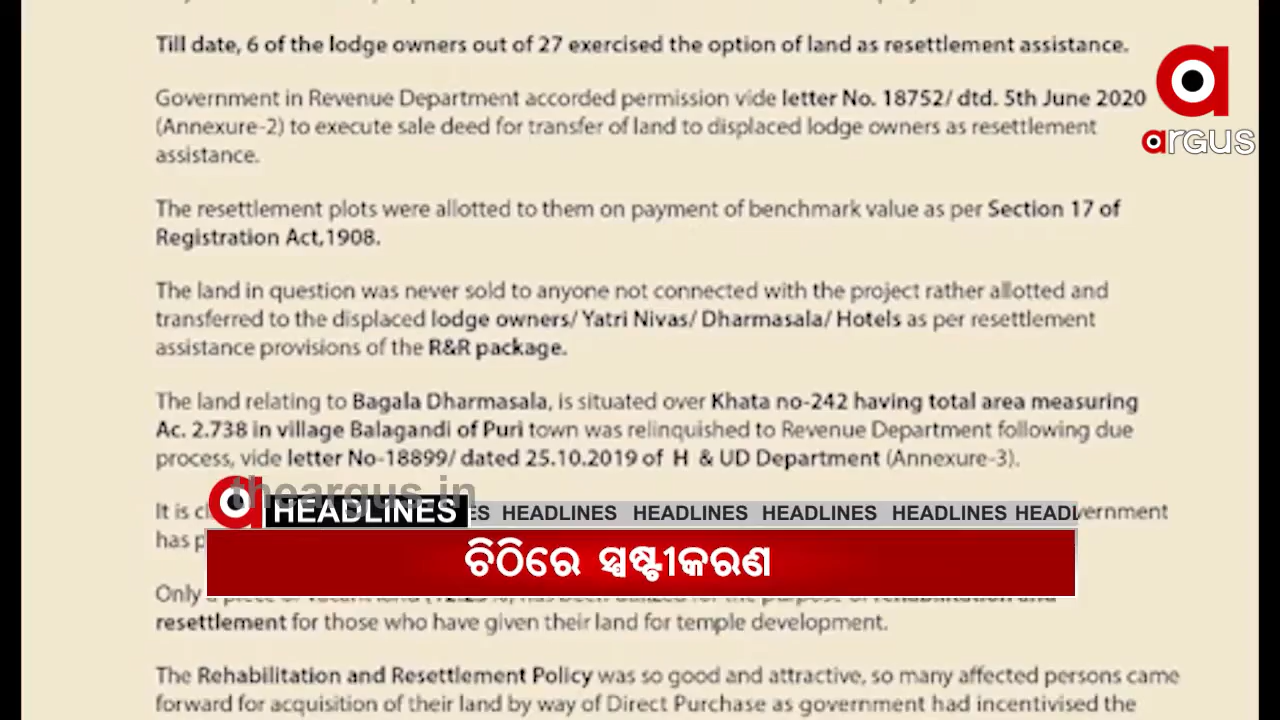 Till date, 6 of the lodge owners out of 27 exercised the option of land as resettlement assistance.
Government in Revenue Department accorded permission vide letter No. 18752/ dtd. 5th June 2020
(Annexure-2) to execute sale deed for transfer of land to displaced lodge owners as resettlement
assistance.
The resettlement plots were allotted to them on payment of benchmark value as per Section 17 of
Registration Act,1908.
The land in question was never sold to anyone not connected with the project rather allotted and
transferred to the displaced lodge owners/ Yatri Nivas/ Dharmasala/ Hotels as per resettlement
assistance provisions of the R&R package.
The land relating to Bagala Dharmasala, is situated over Khata no-242 having total area measuring
Ac. 2.738 in village Balagandi of Puri town was relinquished to Revenue Department following due
process, vide letter No-18899/ dated 25.10.2019 of H & UD Department (Annexure-3).
It is
has
Only
resettlement for those who have given their land for temple development.
The Rehabilitation and Resettlement Policy was so good and attractive, so many affected persons came
forward for acquisition of their land by way of Direct Purchase as government had incentivised the
argus
theargus.in
HEADLINES HEADLINES HEADLINES HEADLINES HEADLINES
ଚିଠିରେ ସ୍ପଷ୍ଟୀକରଣ